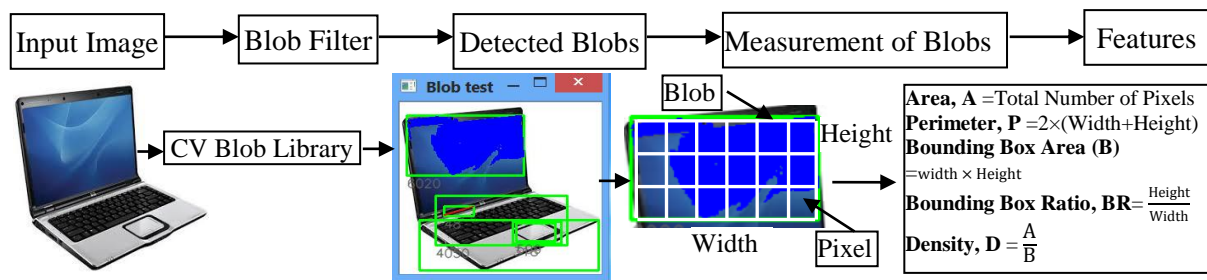 Input Image
Blob Filter
Detected Blobs
Measurement of Blobs
Features
CV Blob Library
Blob test
6020
4050
Blob
Height
Width
Pixel
Area, A =Total Number of Pixels
Perimeter, P =2×(Width+Height)
Bounding Box Area (B)
=width × Height
Bounding Box Ratio, BR= Height/Width
Density, D = A/B